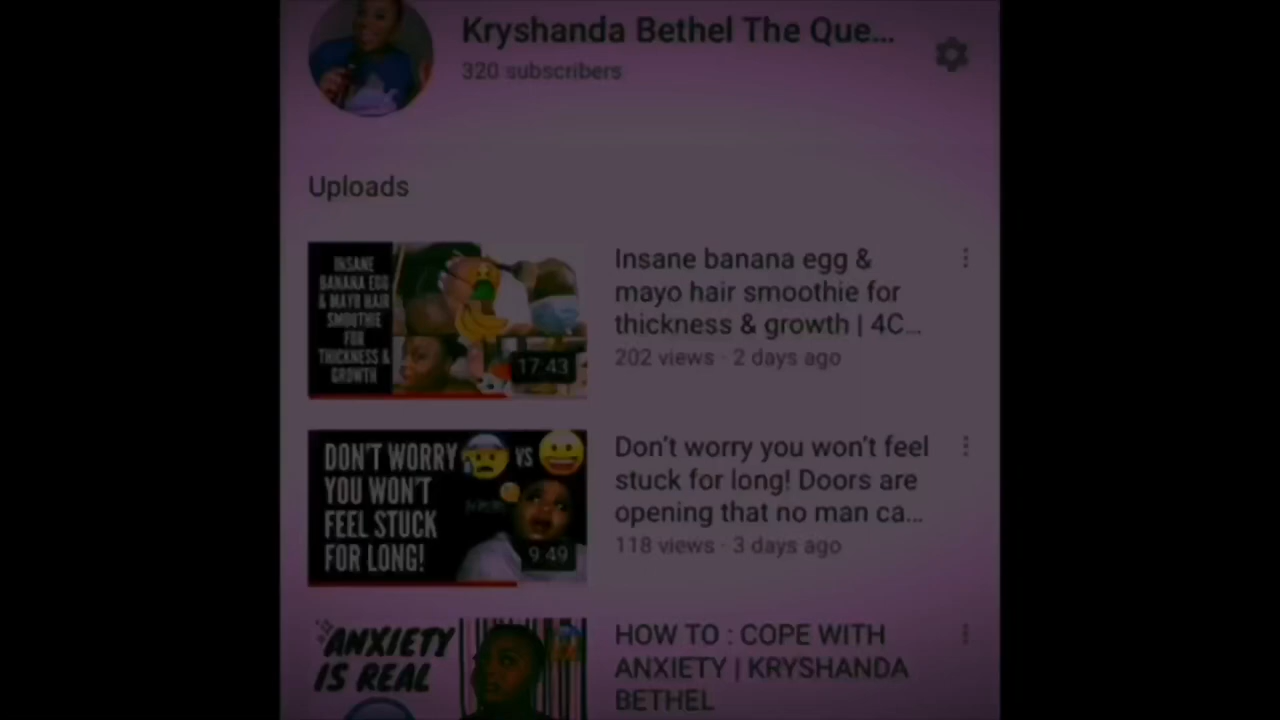 Kryshanda Bethel The Que...
320 subscribers
Uploads
INSANE
BANANA EGG
& MAYO HAIR
SMOOTHIE
FOR
THICKNESS &
GROWTH
17:43
Insane banana egg &
mayo hair smoothie for
thickness & growth | 4C...
202 views · 2 days ago
DON'T WORRY
VS
YOU WON'T
FEEL STUCK
FOR LONG!
9:49
Don't worry you won't feel
stuck for long! Doors are
opening that no man ca...
118 views · 3 days ago
ANXIETY
IS REAL
HOW TO : COPE WITH
ANXIETY | KRYSHANDA
BETHEL